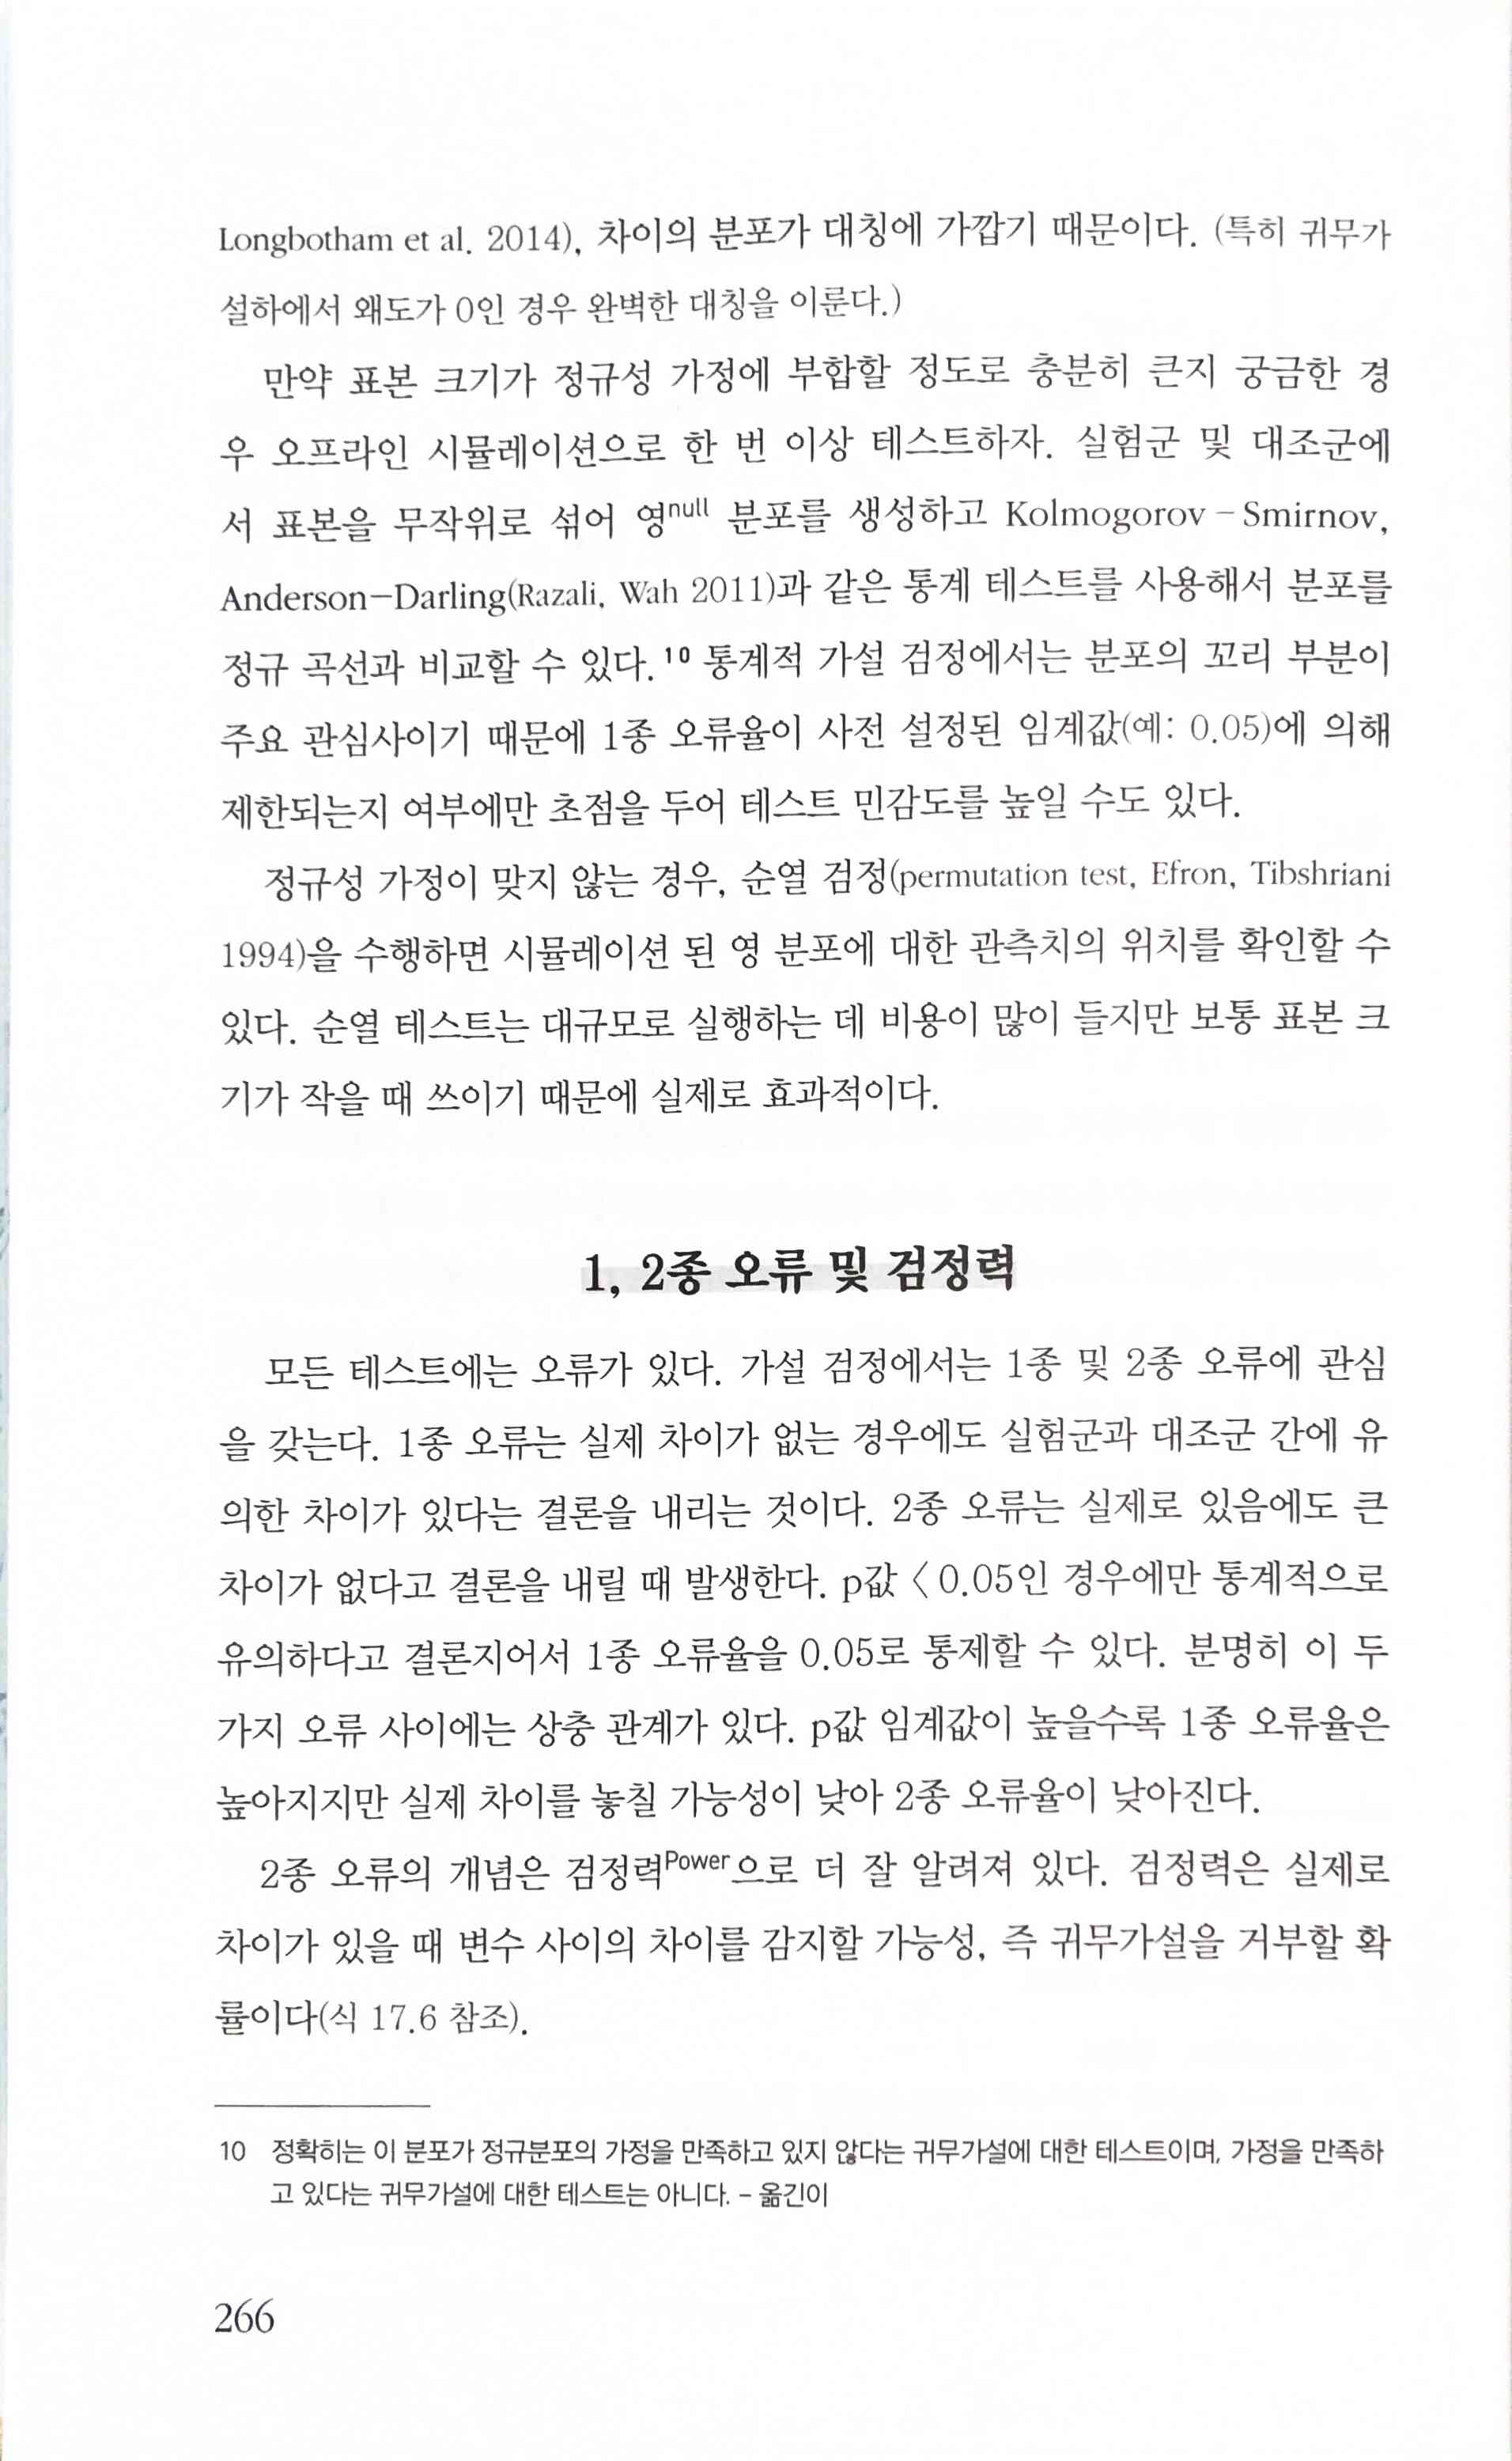 Longbotham et al. 2014), 차이의 분포가 대칭에 가깝기 때문이다. (특히 귀무가
설하에서 왜도가 0인 경우 완벽한 대칭을 이룬다.)
만약 표본 크기가 정규성 가정에 부합할 정도로 충분히 큰지 궁금한 경
우 오프라인 시뮬레이션으로 한 번 이상 테스트하자. 실험군 및 대조군에
서 표본을 무작위로 섞어 영null 분포를 생성하고 Kolmogorov – Smirnov,
Anderson–Darling(Razali, Wah 2011)과 같은 통계 테스트를 사용해서 분포를
정규 곡선과 비교할 수 있다.10 통계적 가설 검정에서는 분포의 꼬리 부분이
주요 관심사이기 때문에 1종 오류율이 사전 설정된 임계값(예: 0.05)에 의해
제한되는지 여부에만 초점을 두어 테스트 민감도를 높일 수도 있다.
정규성 가정이 맞지 않는 경우, 순열 검정(permutation test, Efron, Tibshriani
1994)을 수행하면 시뮬레이션 된 영 분포에 대한 관측치의 위치를 확인할 수
있다. 순열 테스트는 대규모로 실행하는 데 비용이 많이 들지만 보통 표본 크
기가 작을 때 쓰이기 때문에 실제로 효과적이다.
1, 2종 오류 및 검정력
모든 테스트에는 오류가 있다. 가설 검정에서는 1종 및 2종 오류에 관심
을 갖는다. 1종 오류는 실제 차이가 없는 경우에도 실험군과 대조군 간에 유
의한 차이가 있다는 결론을 내리는 것이다. 2종 오류는 실제로 있음에도 큰
차이가 없다고 결론을 내릴 때 발생한다. p값 < 0.05인 경우에만 통계적으로
유의하다고 결론지어서 1종 오류율을 0.05로 통제할 수 있다. 분명히 이 두
가지 오류 사이에는 상충 관계가 있다. p값 임계값이 높을수록 1종 오류율은
높아지지만 실제 차이를 놓칠 가능성이 낮아 2종 오류율이 낮아진다.
2종 오류의 개념은 검정력Power으로 더 잘 알려져 있다. 검정력은 실제로
차이가 있을 때 변수 사이의 차이를 감지할 가능성, 즉 귀무가설을 거부할 확
률이다(식 17.6 참조).
10 정확히는 이 분포가 정규분포의 가정을 만족하고 있지 않다는 귀무가설에 대한 테스트이며, 가정을 만족하
고 있다는 귀무가설에 대한 테스트는 아니다. – 옮긴이
266